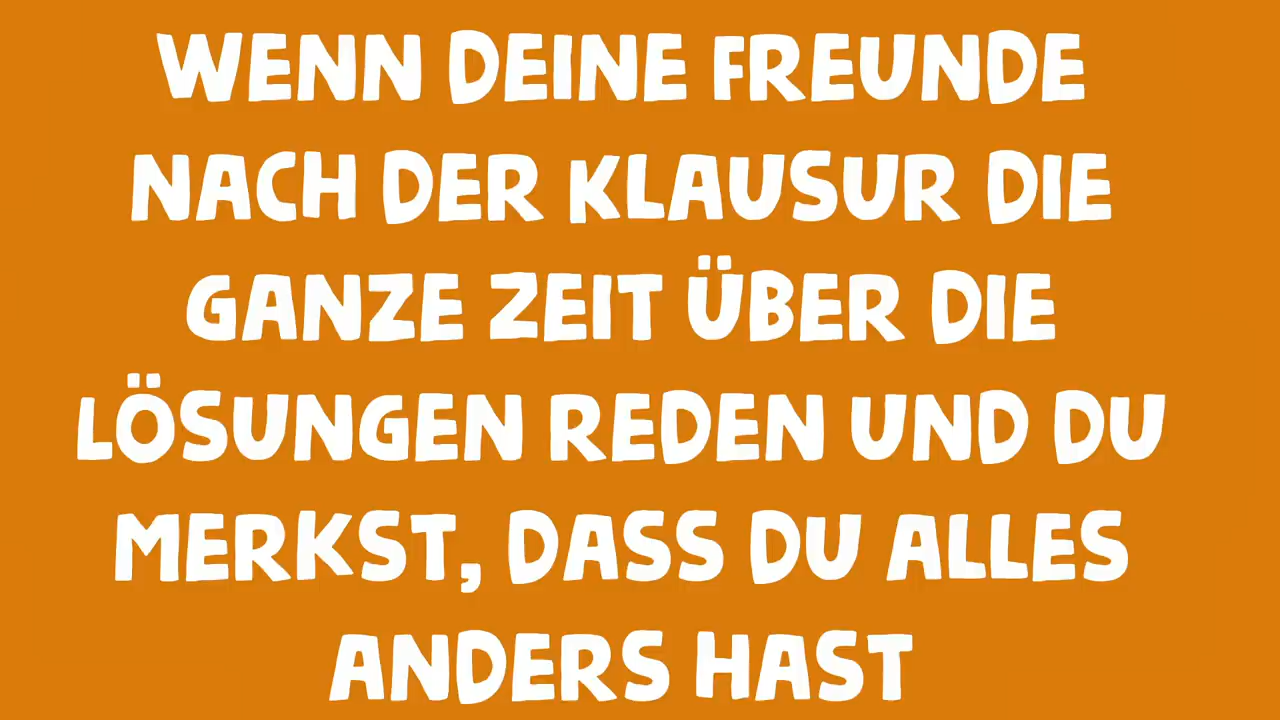 WENN DEINE FREUNDE
NACH DER KLAUSUR DIE
GANZE ZEIT ÜBER DIE
LÖSUNGEN REDEN UND DU
MERKST, DASS DU ALLES
ANDERS HAST